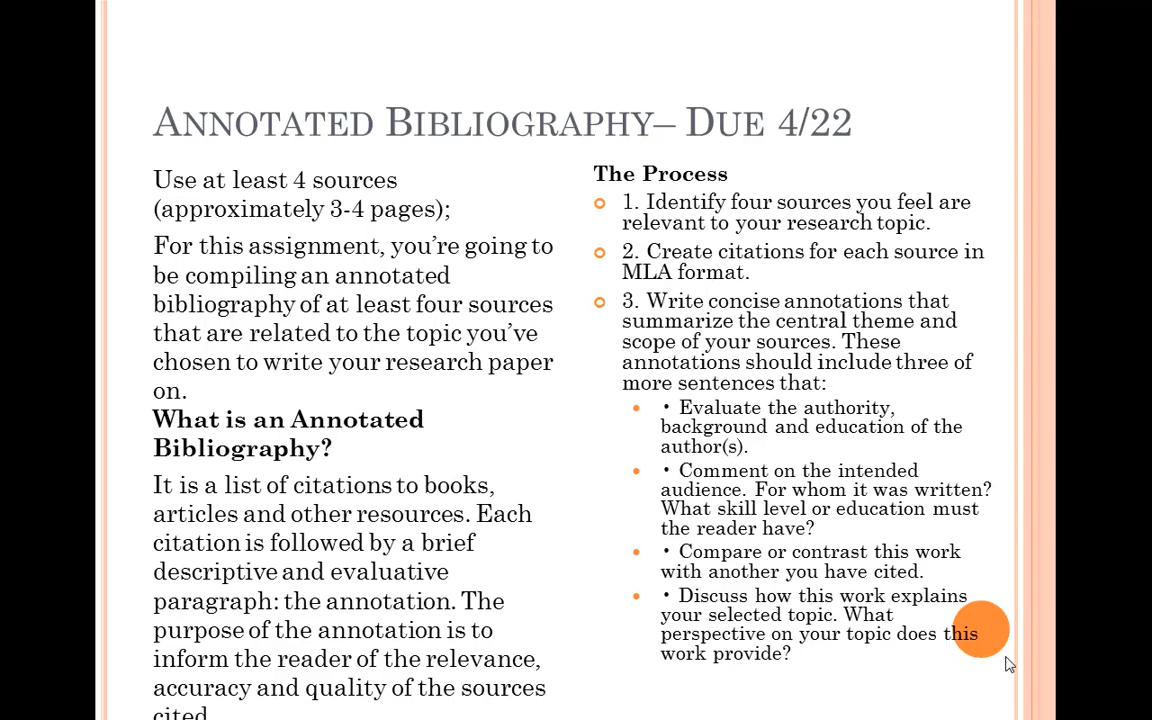 ANNOTATED BIBLIOGRAPHY– DUE 4/22
Use at least 4 sources
(approximately 3-4 pages);
For this assignment, you're going to
be compiling an annotated
bibliography of at least four sources
that are related to the topic you've
chosen to write your research paper
on.
What is an Annotated
Bibliography?
It is a list of citations to books,
articles and other resources. Each
citation is followed by a brief
descriptive and evaluative
paragraph: the annotation. The
purpose of the annotation is to
inform the reader of the relevance,
accuracy and quality of the sources
cited
The Process
1. Identify four sources you feel are
relevant to your research topic.
2. Create citations for each source in
MLA format.
3. Write concise annotations that
summarize the central theme and
scope of your sources. These
annotations should include three of
more sentences that:
• Evaluate the authority,
background and education of the
author(s).
• Comment on the intended
audience. For whom it was written?
What skill level or education must
the reader have?
• Compare or contrast this work
with another you have cited.
• Discuss how this work explains
your selected topic. What
perspective on your topic does this
work provide?